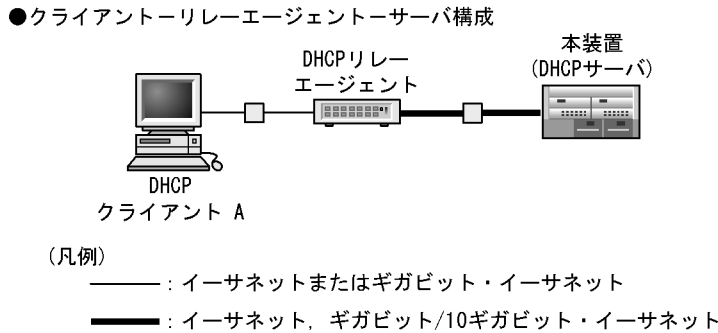 ●クライアント－リレーエージェント－サーバ構成
本装置
(DHCPサーバ)
DHCPリレー
エージェント
DHCP
クライアント A
(凡例)
：イーサネットまたはギガビット・イーサネット
：イーサネット，ギガビット/10ギガビット・イーサネット